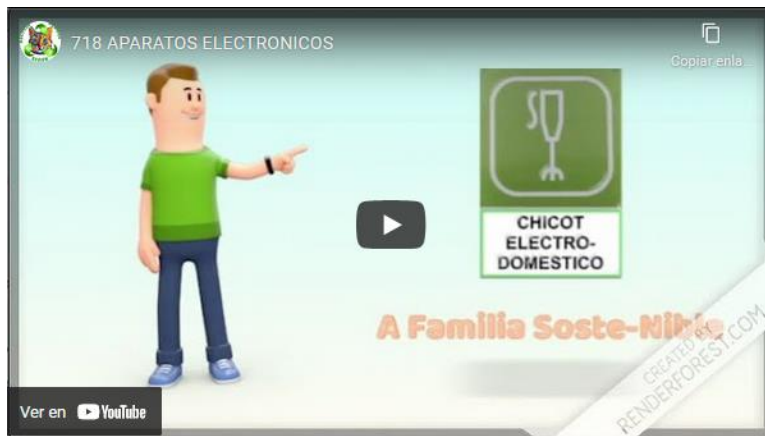 718 APARATOS ELECTRONICOS
Copiar enla...
CHICOT
ELECTRO-
DOMESTICO
A Familia Soste-Nible
CREATED BY
RENDERFOREST.COM
Ver en YouTube